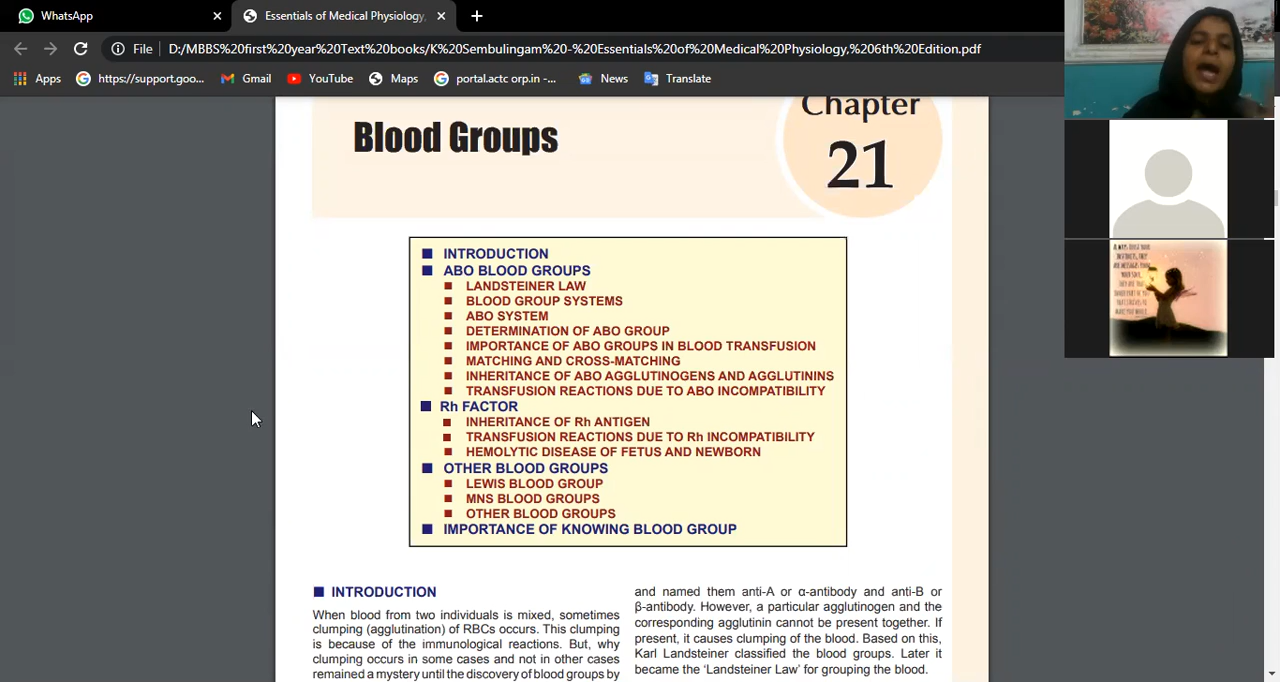 WhatsApp
Essentials of Medical Physiology,
File
D:/MBBS%20first%20year%20Text%20books/K%20Sembulingam%20-%20Essentials%20of%20Medical%20Physiology,%206th%20Edition.pdf
Apps
https://support.goo...
Gmail
YouTube
Maps
portal.actc orp.in -...
News
Translate
Blood Groups
Chapter
21
INTRODUCTION
ABO BLOOD GROUPS
LANDSTEINER LAW
BLOOD GROUP SYSTEMS
ABO SYSTEM
DETERMINATION OF ABO GROUP
IMPORTANCE OF ABO GROUPS IN BLOOD TRANSFUSION
MATCHING AND CROSS-MATCHING
INHERITANCE OF ABO AGGLUTINOGENS AND AGGLUTININS
TRANSFUSION REACTIONS DUE TO ABO INCOMPATIBILITY
Rh FACTOR
INHERITANCE OF Rh ANTIGEN
TRANSFUSION REACTIONS DUE TO Rh INCOMPATIBILITY
HEMOLYTIC DISEASE OF FETUS AND NEWBORN
OTHER BLOOD GROUPS
LEWIS BLOOD GROUP
MNS BLOOD GROUPS
OTHER BLOOD GROUPS
IMPORTANCE OF KNOWING BLOOD GROUP
INTRODUCTION
When blood from two individuals is mixed, sometimes
clumping (agglutination) of RBCs occurs. This clumping
is because of the immunological reactions. But, why
clumping occurs in some cases and not in other cases
remained a mystery until the discovery of blood groups by
and named them anti-A or α-antibody and anti-B or
β-antibody. However, a particular agglutinogen and the
corresponding agglutinin cannot be present together. If
present, it causes clumping of the blood. Based on this,
Karl Landsteiner classified the blood groups. Later it
became the ‘Landsteiner Law’ for grouping the blood.